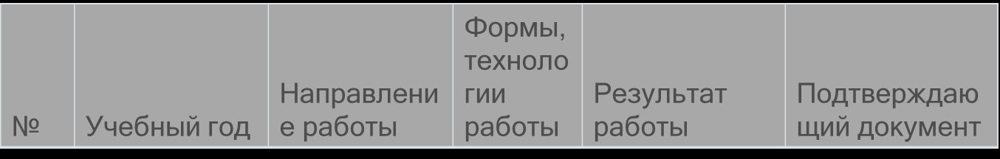 №
Учебный год
Направлени
е работы
Формы,
техноло
гии
работы
Результат
работы
Подтверждаю
щий документ